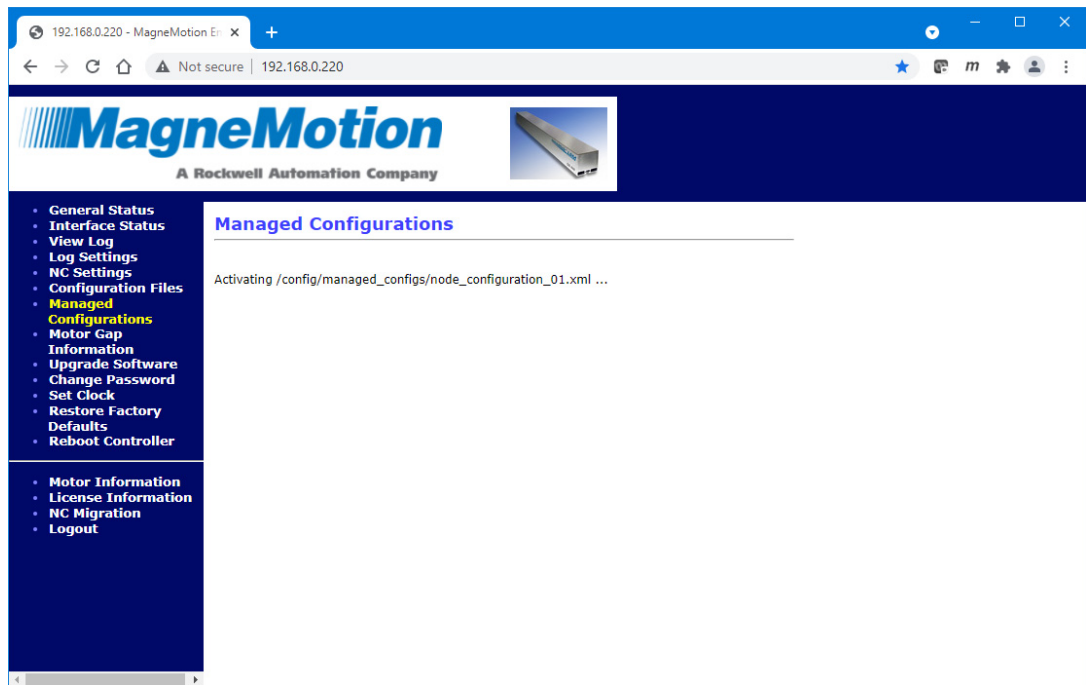 192.168.0.220 - MagneMotion En
Not secure | 192.168.0.220
m
MagneMotion
A Rockwell Automation Company
General Status
Interface Status
View Log
Log Settings
NC Settings
Configuration Files
Managed
Configurations
Motor Gap
Information
Upgrade Software
Change Password
Set Clock
Restore Factory
Defaults
Reboot Controller
Motor Information
License Information
NC Migration
Logout
Managed Configurations
Activating /config/managed_configs/node_configuration_01.xml ...